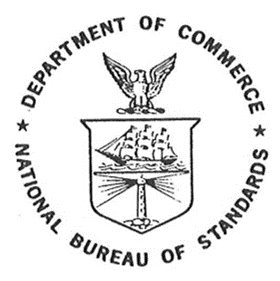 DEPARTMENT OF COMMERCE
NATIONAL BUREAU OF STANDARDS